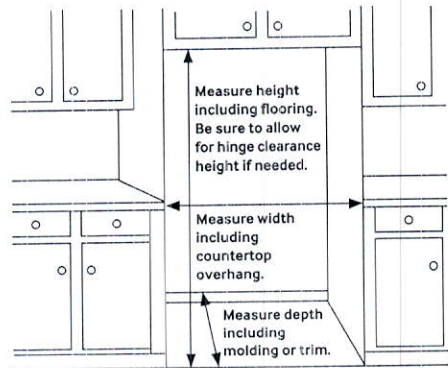 Measure height
including flooring.
Be sure to allow
for hinge clearance
height if needed.
Measure width
including
countertop
overhang.
Measure depth
including
molding or trim.